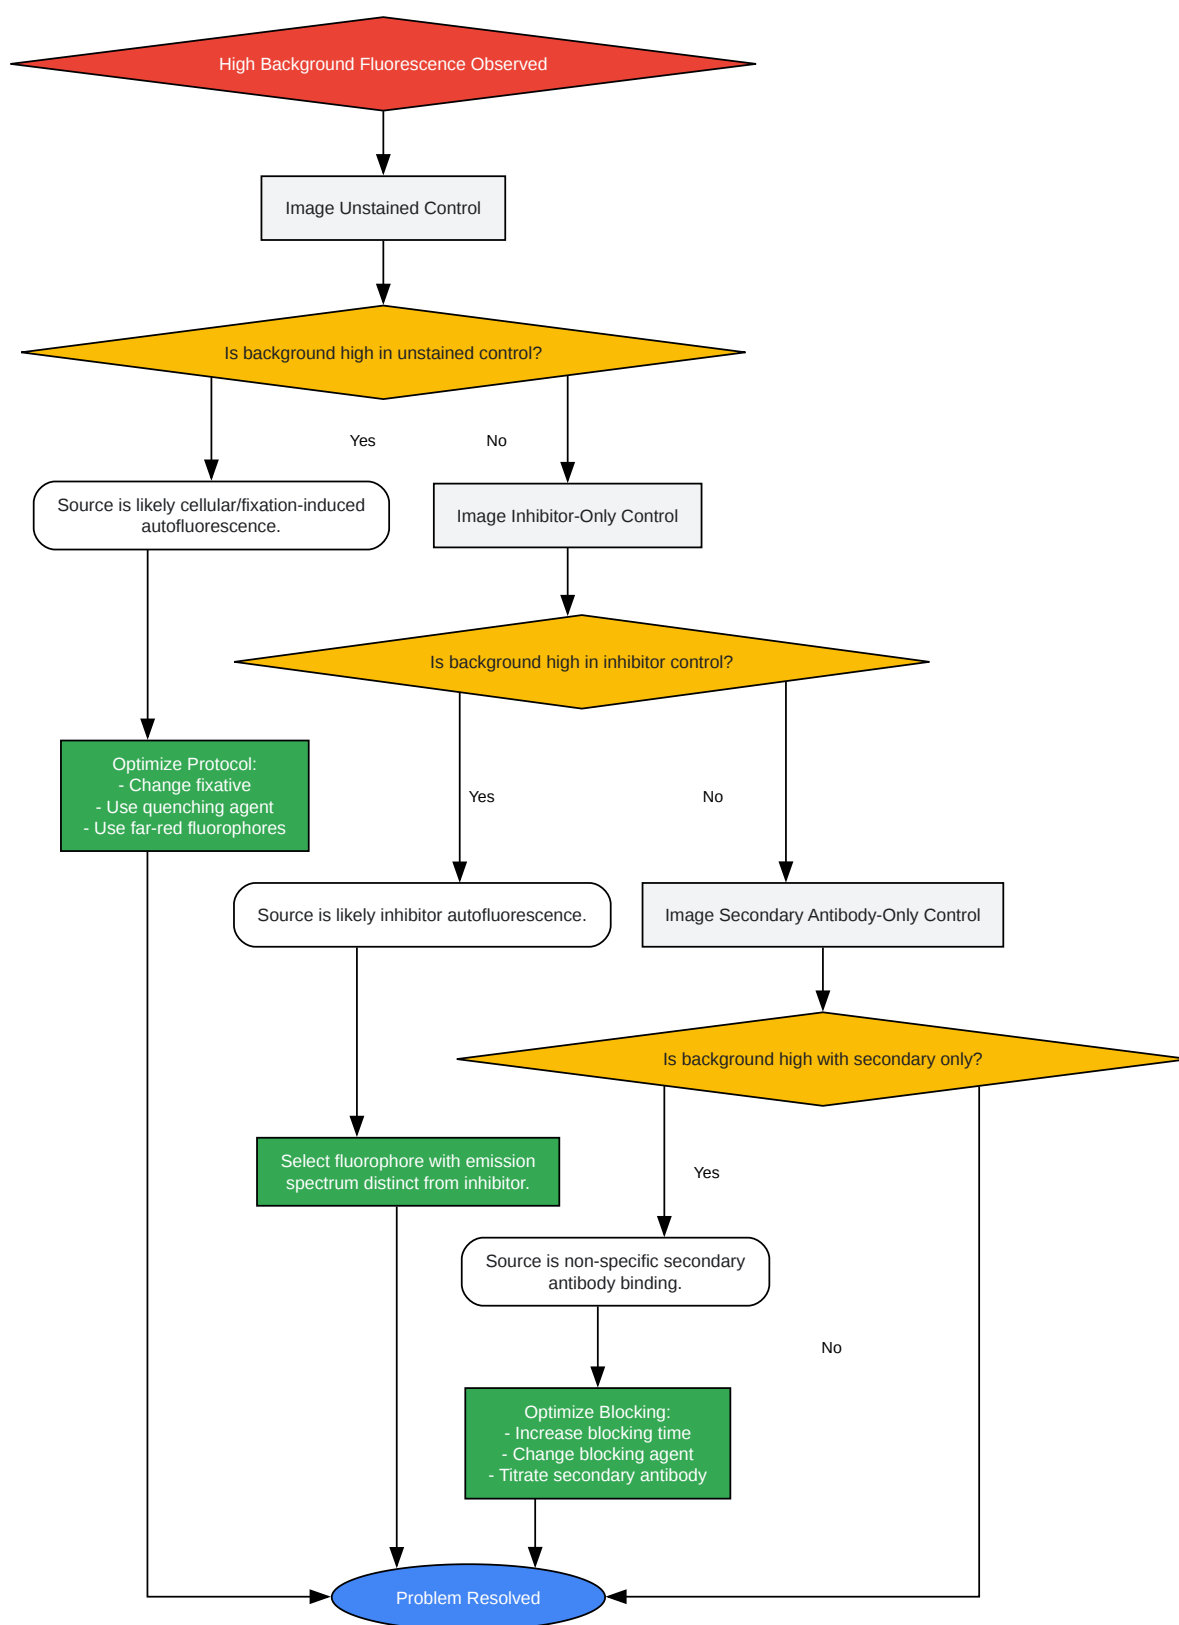 High Background Fluorescence Observed
Image Unstained Control
Is background high in unstained control?
Yes
No
Source is likely cellular/fixation-induced
autofluorescence.
Image Inhibitor-Only Control
Is background high in inhibitor control?
Optimize Protocol:
- Change fixative
- Use quenching agent
- Use far-red fluorophores
Yes
No
Source is likely inhibitor autofluorescence.
Image Secondary Antibody-Only Control
Is background high with secondary only?
Select fluorophore with emission
spectrum distinct from inhibitor.
Yes
Source is non-specific secondary
antibody binding.
No
Optimize Blocking:
- Increase blocking time
- Change blocking agent
- Titrate secondary antibody
Problem Resolved